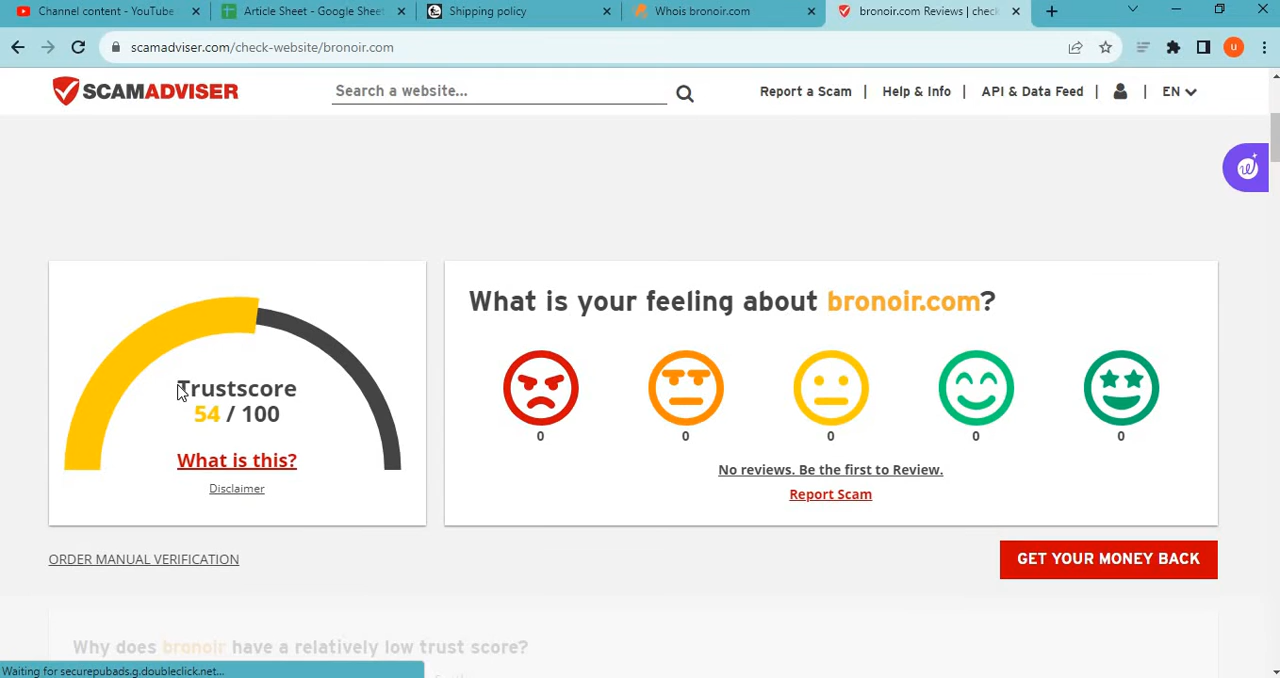 Channel content - YouTube
Article Sheet - Google Sheet
Shipping policy
Whois bronoir.com
bronoir.com Reviews | check
scamadviser.com/check-website/bronoir.com
U
SCAMADVISER
Search a website...
Report a Scam | Help & Info | API & Data Feed | | EN
Trustscore
54 / 100
What is this?
Disclaimer
What is your feeling about bronoir.com?
0 0 0 0 0
No reviews. Be the first to Review.
Report Scam
ORDER MANUAL VERIFICATION
GET YOUR MONEY BACK
Why does bronoir have a relatively low trust score?
Waiting for securepubads.g.doubleclick.net...